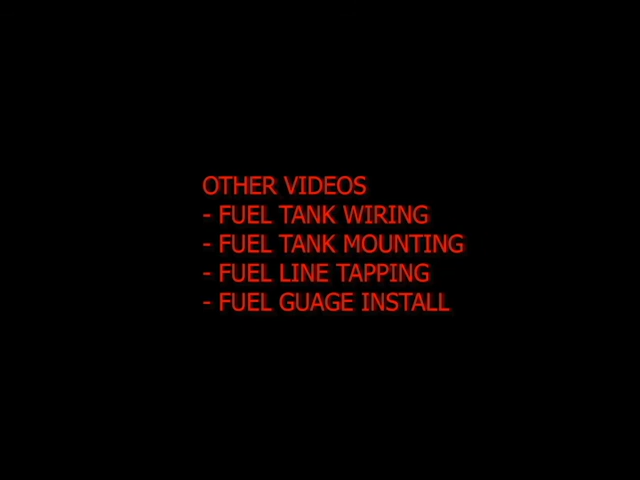 OTHER VIDEOS
- FUEL TANK WIRING
- FUEL TANK MOUNTING
- FUEL LINE TAPPING
- FUEL GUAGE INSTALL